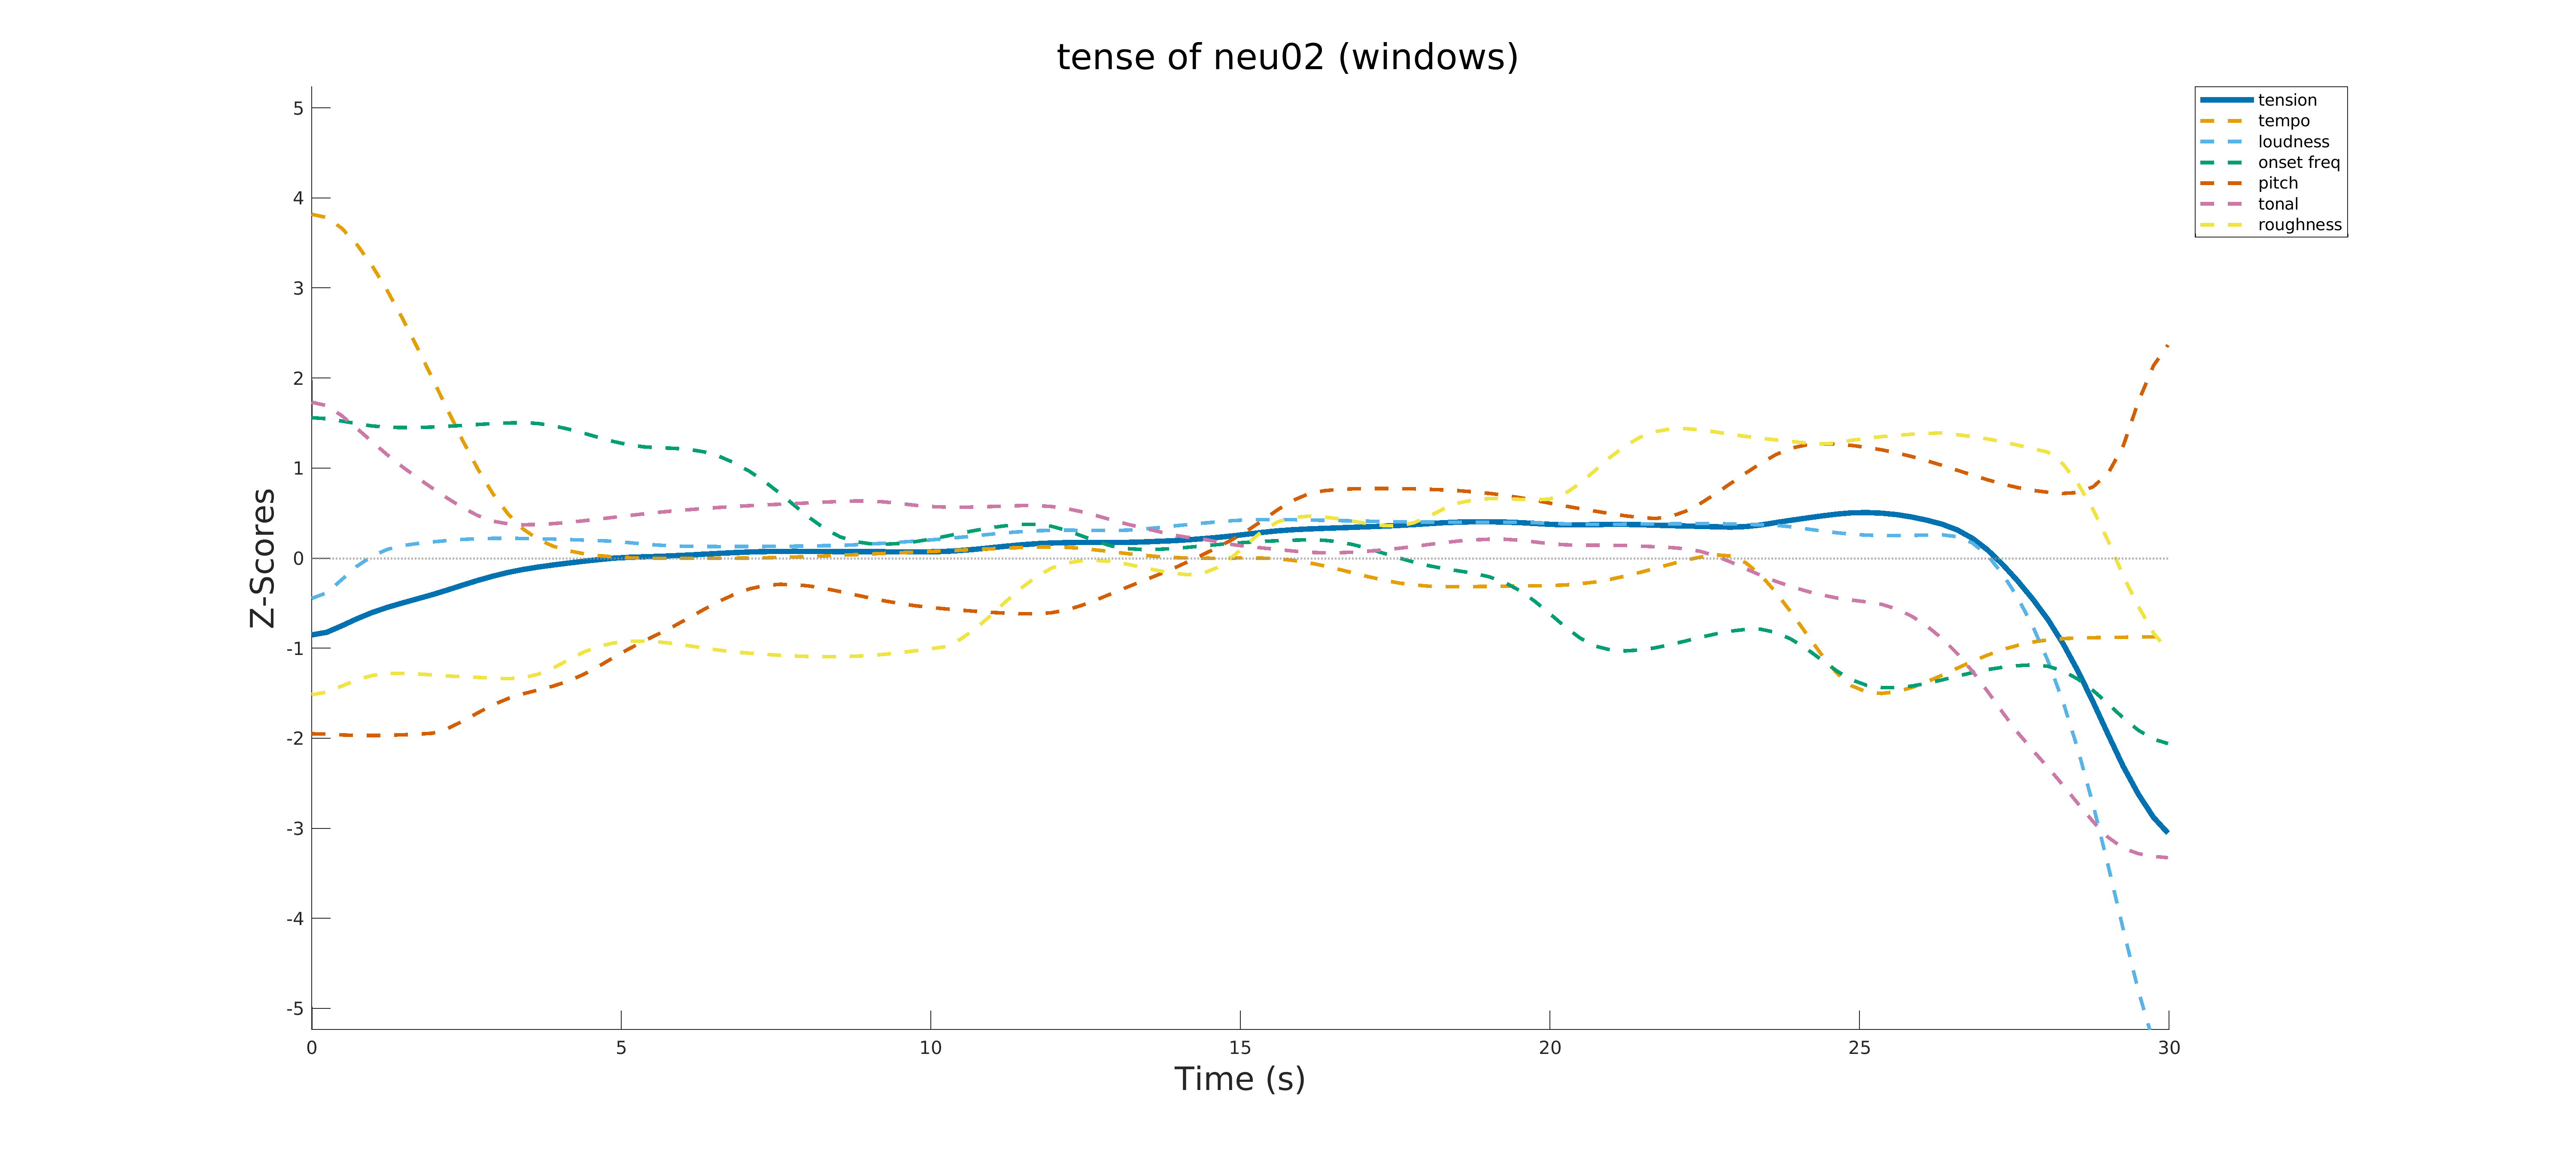 tense of neu02 (windows)
tension
tempo
loudness
onset freq
pitch
tonal
roughness
5
4
3
2
1
0
-1
-2
-3
-4
-5
Z-Scores
0 5 10 15 20 25 30
Time (s)